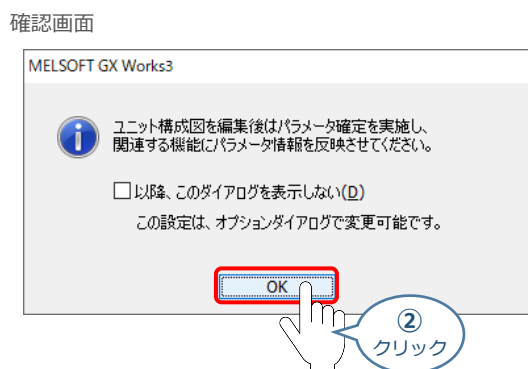 確認画面
MELSOFT GX Works3
ユニット構成図を編集後はパラメータ確定を実施し、
関連する機能にパラメータ情報を反映させてください。
以降、このダイアログを表示しない(D)
この設定は、オプションダイアログで変更可能です。
OK
②
クリック